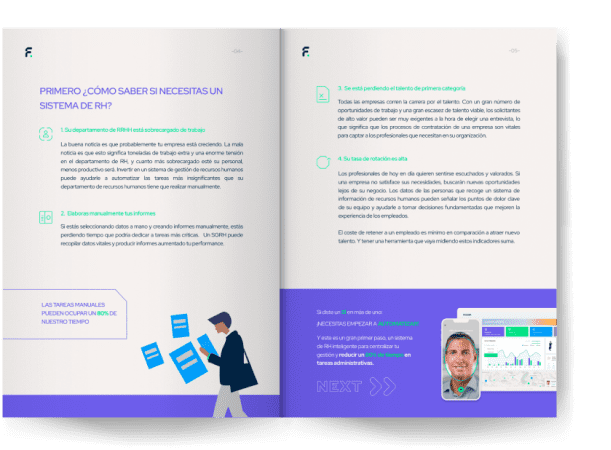 F.
F.
PRIMERO ¿CÓMO SABER SI NECESITAS UN
SISTEMA DE RH?
1. Su departamento de RRHH está sobrecargado de trabajo
La buena noticia es que probablemente tu empresa está creciendo. La mala
noticia es que esto significa toneladas de trabajo extra y una enorme tensión
en el departamento de RH, y cuanto más sobrecargado esté su personal,
menos productivo será. Invertir en un sistema de gestión de recursos humanos
puede ayudarle a automatizar las tareas más insignificantes que su
departamento de recursos humanos tiene que realizar manualmente.
2. Elaboras manualmente tus informes
Si estás seleccionando datos a mano y creando informes manualmente, estás
perdiendo tiempo que podría dedicar a tareas más críticas. Un SGRH puede
recopilar datos vitales y producir informes aumentado tu performance.
LAS TAREAS MANUALES
PUEDEN OCUPAR UN 80% DE
NUESTRO TIEMPO
3. Se está perdiendo el talento de primera categoría
Todas las empresas corren la carrera por el talento. Con un gran número de
oportunidades de trabajo y una gran escasez de talento viable, los solicitantes
de alto valor pueden ser muy exigentes a la hora de elegir una entrevista, lo
que significa que los procesos de contratación de una empresa son vitales
para captar a los profesionales que necesitan en su organización.
4. Su tasa de rotación es alta
Los profesionales de hoy en día quieren sentirse escuchados y valorados. Si
una empresa no satisface sus necesidades, buscarán nuevas oportunidades
lejos de su negocio. Los datos de las personas que recoge un sistema de
información de recursos humanos pueden señalar los puntos de dolor clave
de su equipo y ayudarle a tomar decisiones fundamentales que mejoren la
experiencia de los empleados.
El coste de retener a un empleado es mínimo en comparación a atraer nuevo
talento. Y tener una herramienta que vaya midiendo estos indicadores suma.
Si diste un SI en más de uno:
¡NECESITAS EMPEZAR A AUTOMATIZAR!
Y este es un gran primer paso, un sistema
de RH inteligente para centralizar tu
gestión y reducir un de tiempo en
tareas administrativas.
NEXT